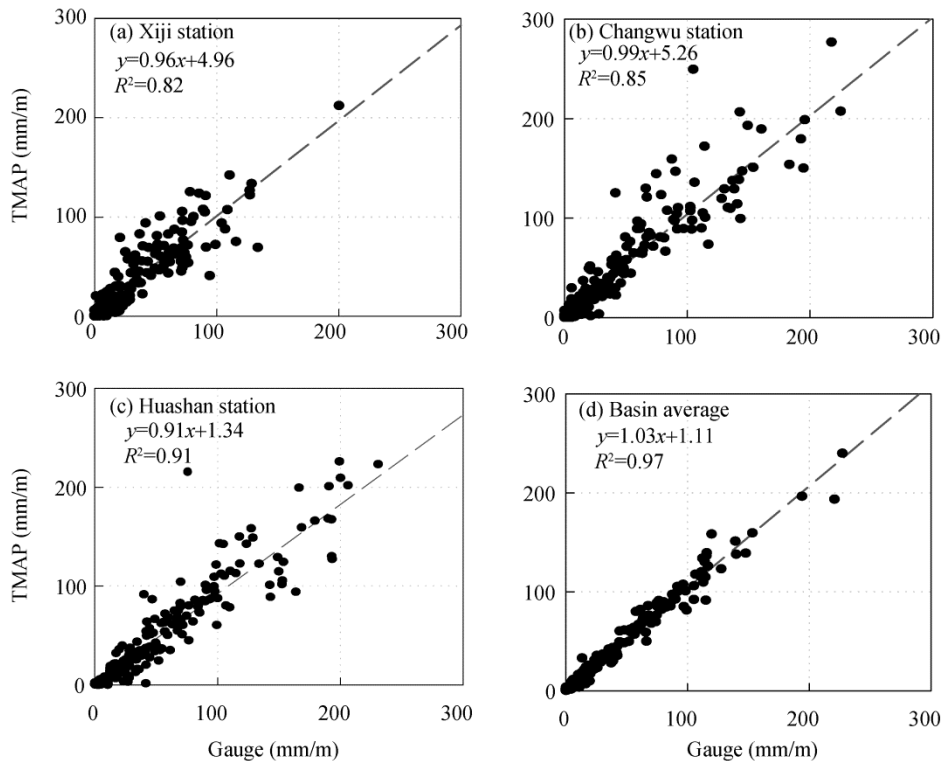 300
(a) Xiji station
y=0.96x+4.96
R²=0.82
200
100
0
0 100 200 300
TMAP (mm/m)
300
(b) Changwu station
y=0.99x+5.26
R²=0.85
200
100
0
0 100 200 300
300
(c) Huashan station
y=0.91x+1.34
R²=0.91
200
100
0
0 100 200 300
TMAP (mm/m)
Gauge (mm/m)
300
(d) Basin average
y=1.03x+1.11
R²=0.97
200
100
0
0 100 200 300
Gauge (mm/m)